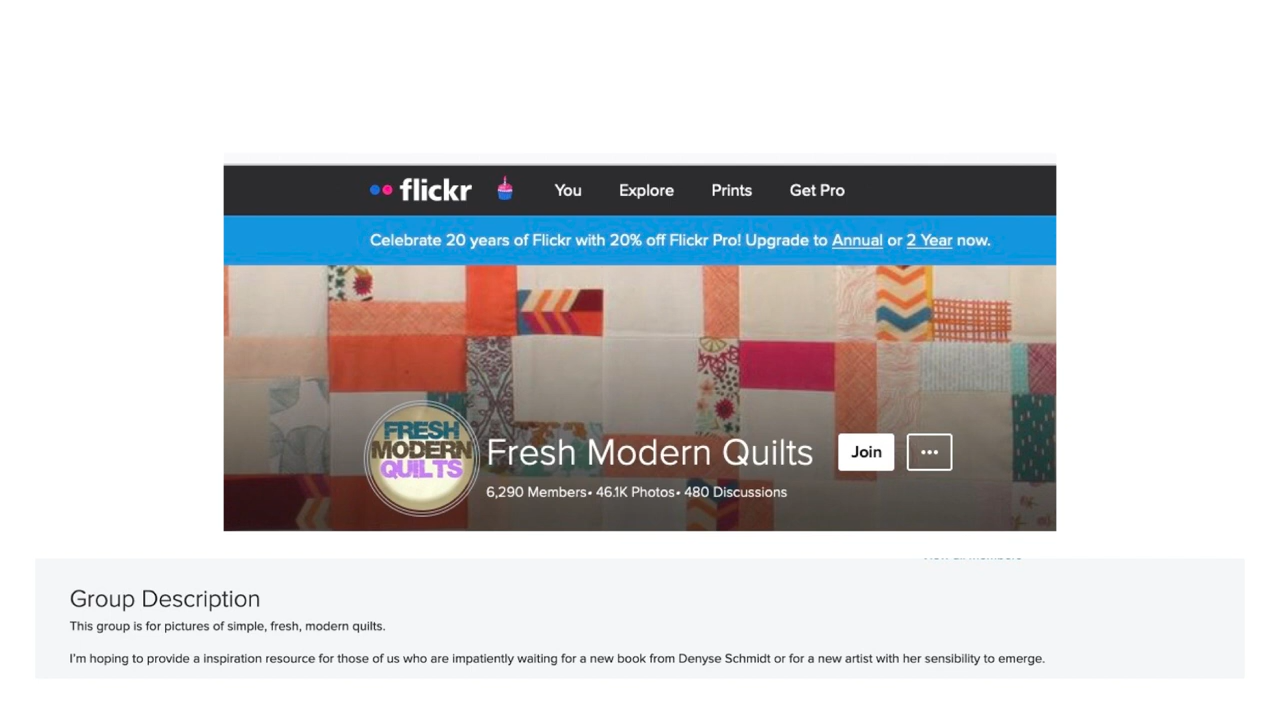 flickr You Explore Prints Get Pro
Celebrate 20 years of Flickr with 20% off Flickr Pro! Upgrade to Annual or 2 Year now.
FRESH
MODERN
QUILTS
Fresh Modern Quilts Join
6,290 Members• 46.1K Photos• 480 Discussions
Group Description
This group is for pictures of simple, fresh, modern quilts.
I'm hoping to provide a inspiration resource for those of us who are impatiently waiting for a new book from Denyse Schmidt or for a new artist with her sensibility to emerge.